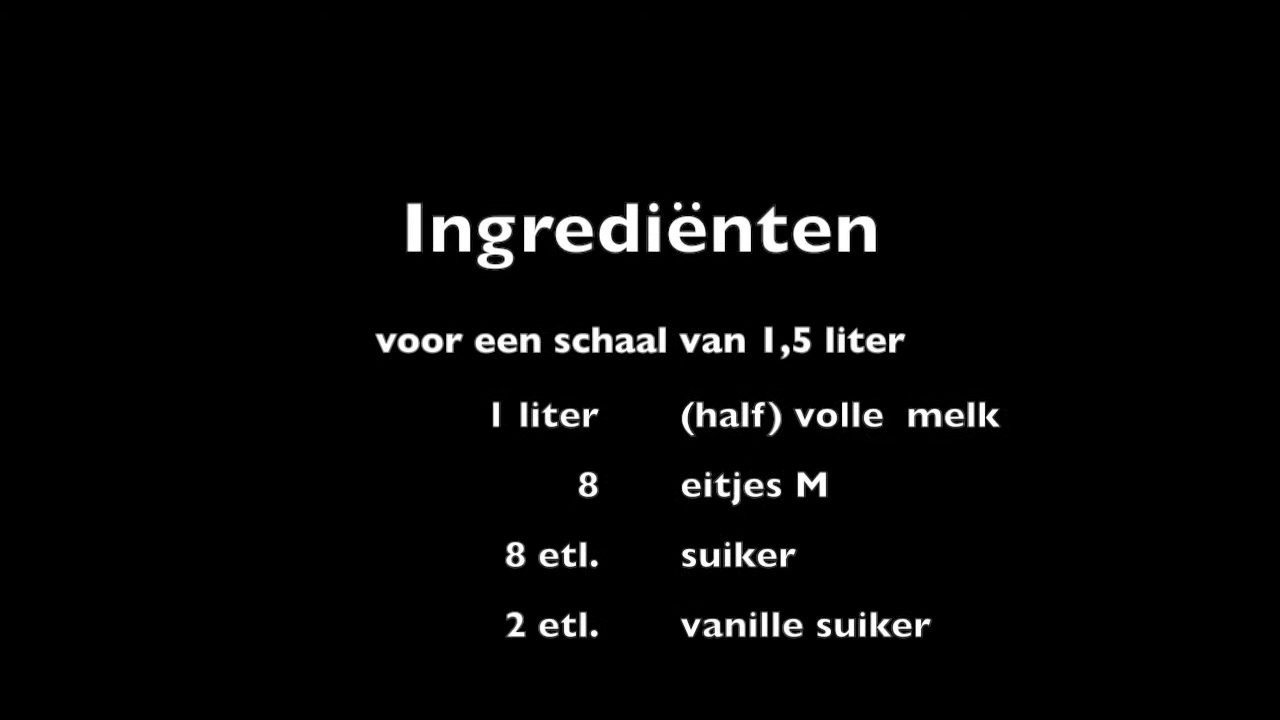 Ingrediënten
voor een schaal van 1,5 liter
1 liter (half) volle melk
8 eitjes M
8 etl. suiker
2 etl. vanille suiker